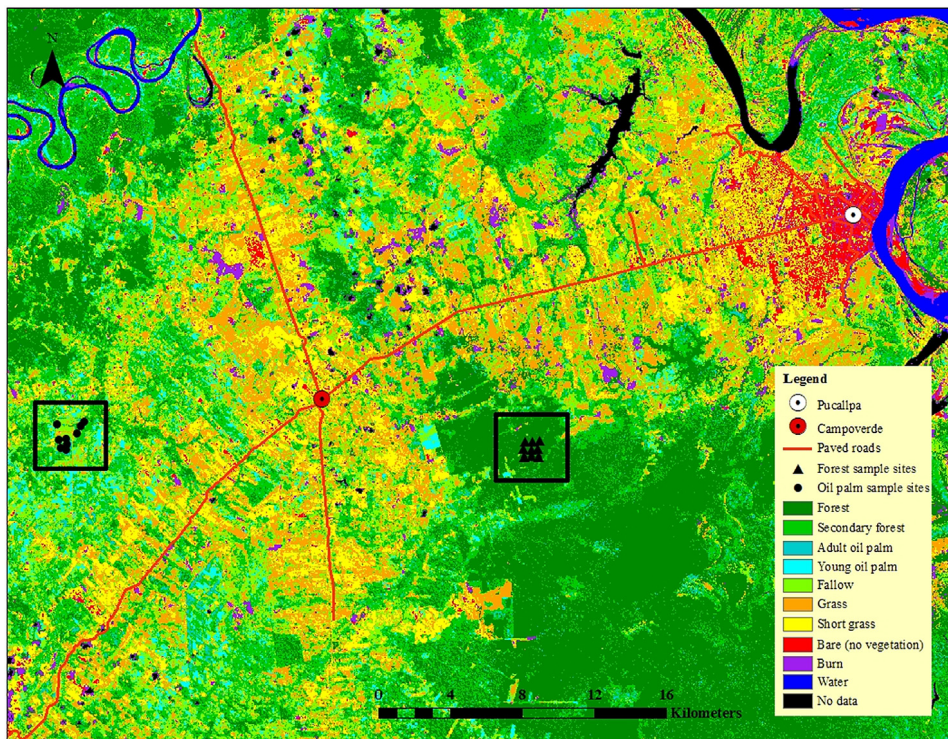 N
Legend
Pucallpa
Campoverde
Paved roads
Forest sample sites
Oil palm sample sites
Forest
Secondary forest
Adult oil palm
Young oil palm
Fallow
Grass
Short grass
Bare (no vegetation)
Burn
Water
No data
0 4 8 12 16
Kilometers